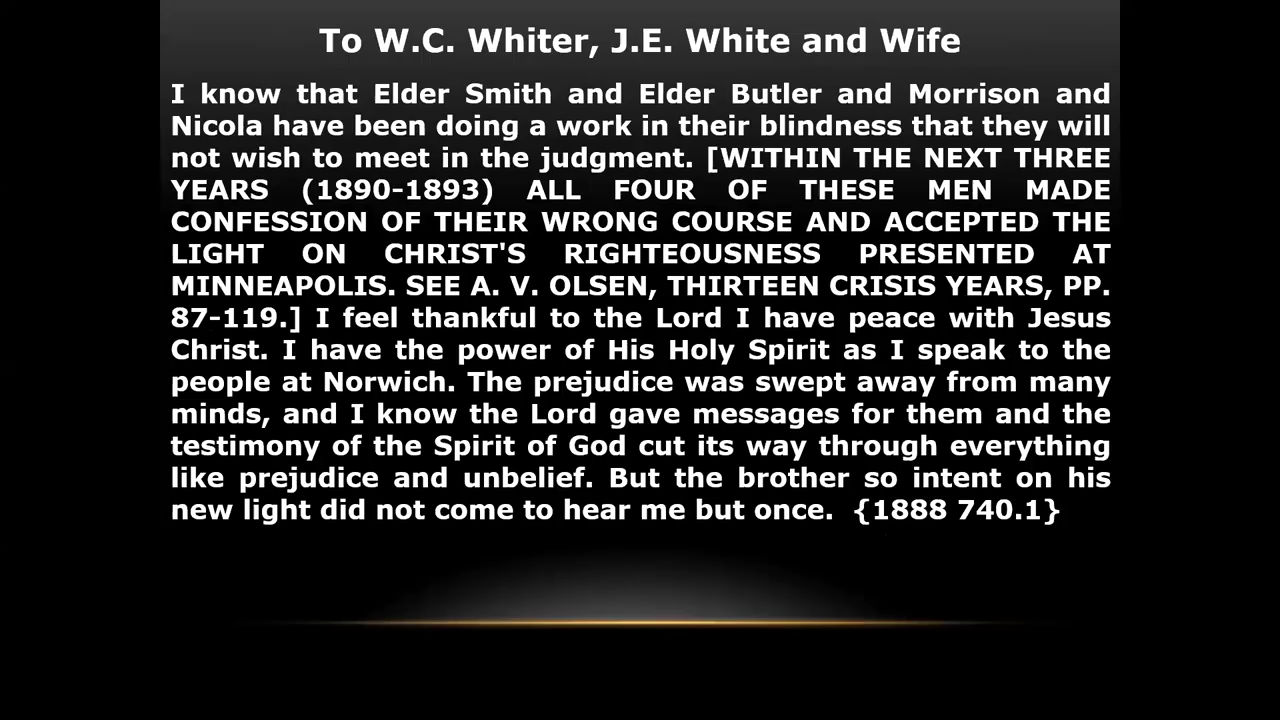 To W.C. Whiter, J.E. White and Wife
I know that Elder Smith and Elder Butler and Morrison and
Nicola have been doing a work in their blindness that they will
not wish to meet in the judgment. [WITHIN THE NEXT THREE
YEARS (1890-1893) ALL FOUR OF THESE MEN MADE
CONFESSION OF THEIR WRONG COURSE AND ACCEPTED THE
LIGHT ON CHRIST'S RIGHTEOUSNESS PRESENTED AT
MINNEAPOLIS. SEE A. V. OLSEN, THIRTEEN CRISIS YEARS, PP.
87-119.] I feel thankful to the Lord I have peace with Jesus
Christ. I have the power of His Holy Spirit as I speak to the
people at Norwich. The prejudice was swept away from many
minds, and I know the Lord gave messages for them and the
testimony of the Spirit of God cut its way through everything
like prejudice and unbelief. But the brother so intent on his
new light did not come to hear me but once. {1888 740.1}